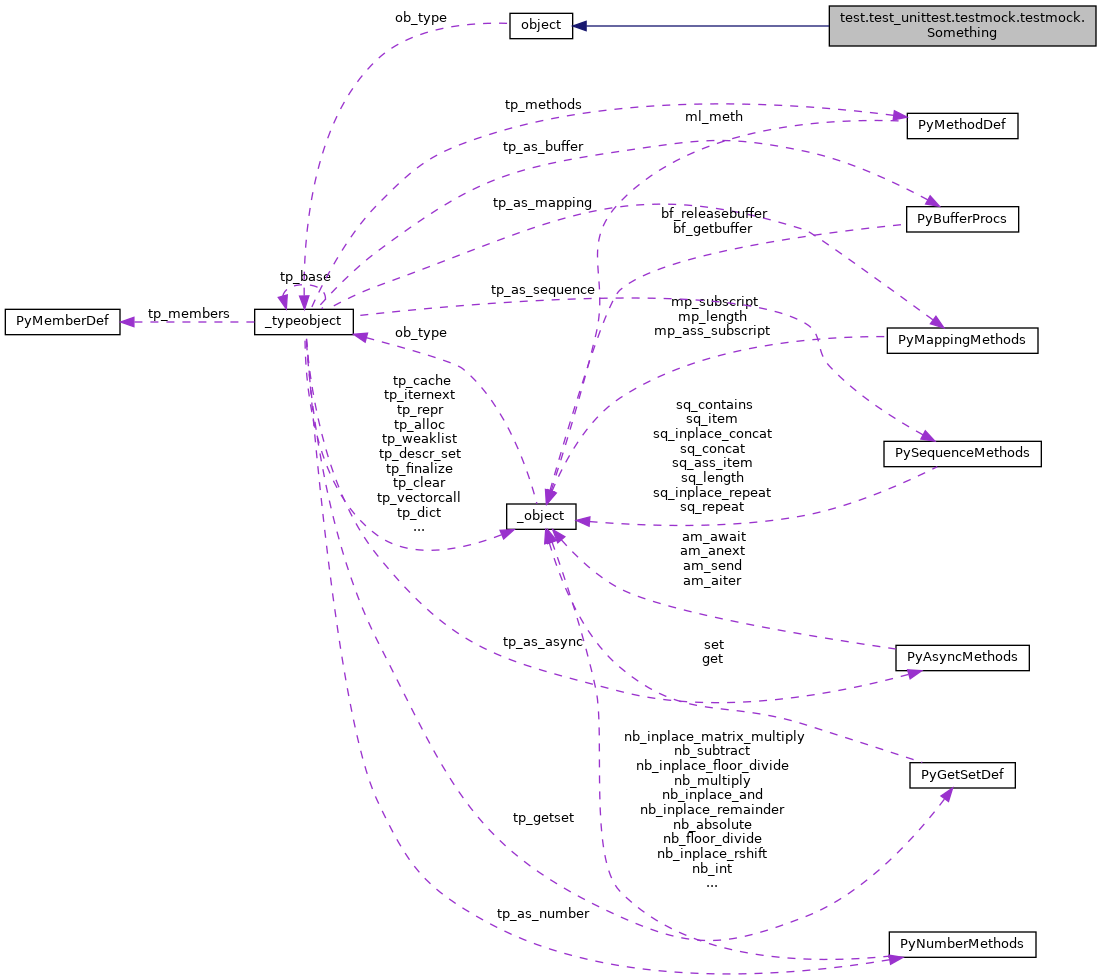 ob_type
object
test.test_unittest.testmock.testmock.
Something
tp_methods
ml_meth
PyMethodDef
tp_as_buffer
tp_as_mapping
bf_releasebuffer
bf_getbuffer
PyBufferProcs
tp_base
tp_as_sequence
mp_subscript
mp_length
mp_ass_subscript
PyMemberDef
tp_members
_typeobject
ob_type
PyMappingMethods
tp_cache
tp_iternext
tp_repr
tp_alloc
tp_weaklist
tp_descr_set
tp_finalize
tp_clear
tp_vectorcall
tp_dict
...
sq_contains
sq_item
sq_inplace_concat
sq_concat
sq_ass_item
sq_length
sq_inplace_repeat
sq_repeat
PySequenceMethods
_object
am_await
am_anext
am_send
am_aiter
tp_as_async
set
get
PyAsyncMethods
nb_inplace_matrix_multiply
nb_subtract
nb_inplace_floor_divide
nb_multiply
nb_inplace_and
nb_inplace_remainder
nb_absolute
nb_floor_divide
nb_inplace_rshift
nb_int
...
PyGetSetDef
tp_getset
tp_as_number
PyNumberMethods